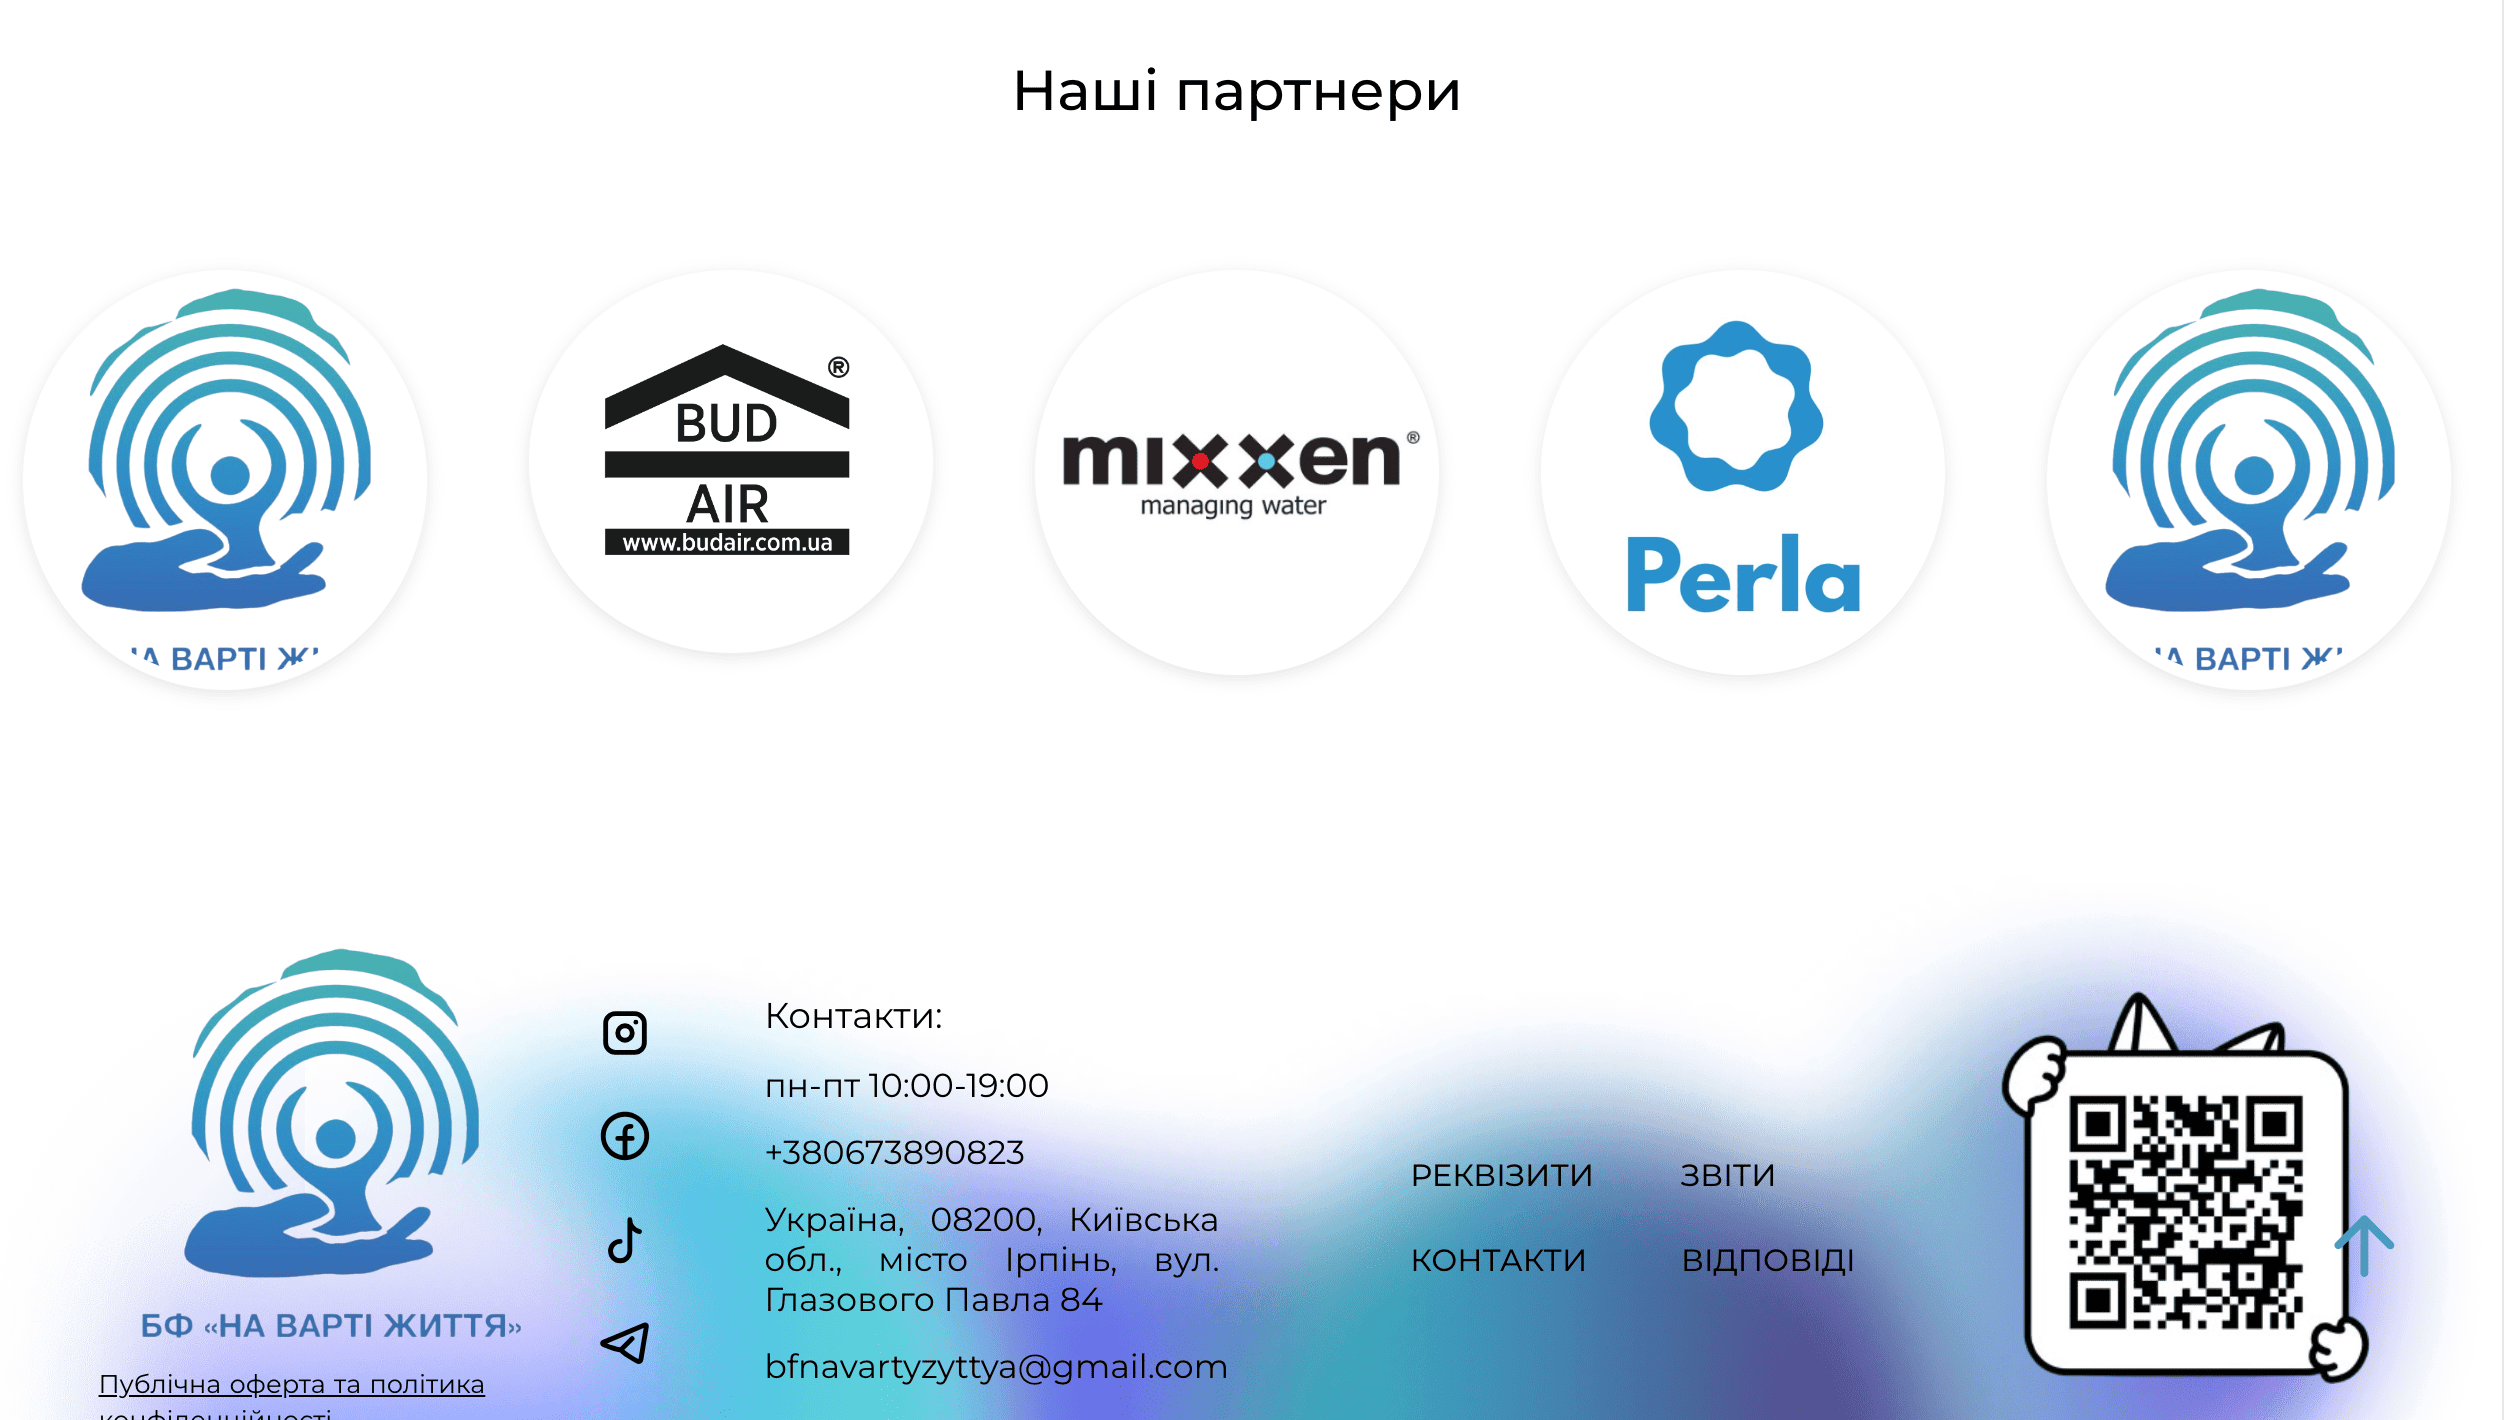 Наші партнери
ВАРТІ
BUD
AIR
®
www.budair.com.ua
mixxen®
managing water
Perla
ВАРТІ
БФ «НА ВАРТІ ЖИТТЯ»
Публічна оферта та політика
конфіденційності
Контакти:
пн-пт 10:00-19:00
+380673890823
Україна, 08200, Київська
обл., місто Ірпінь, вул.
Глазового Павла 84
bfnavartyzyttya@gmail.com
РЕКВІЗИТИ
ЗВІТИ
КОНТАКТИ
ВІДПОВІДІ